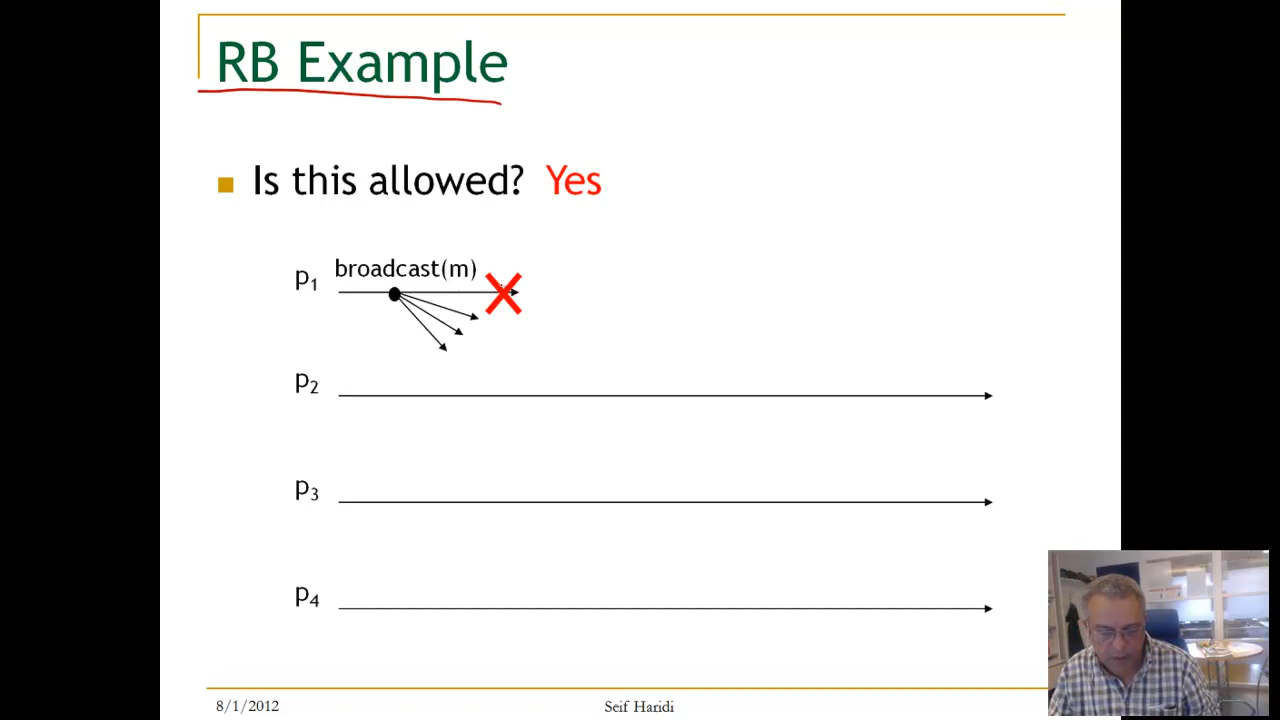 RB Example
Is this allowed? Yes
broadcast(m)
p1
p2
p3
p4
8/1/2012
Seif Haridi